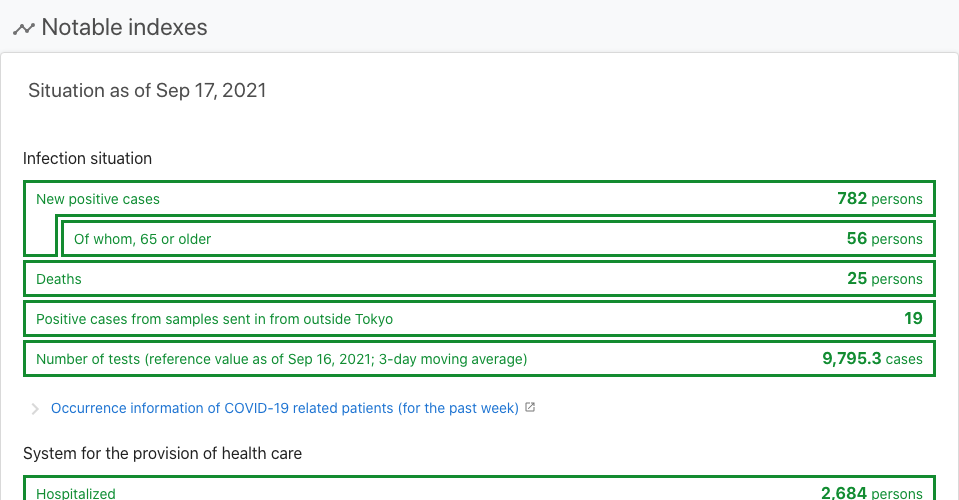 Notable indexes
Situation as of Sep 17, 2021
Infection situation
New positive cases 782 persons
Of whom, 65 or older 56 persons
Deaths 25 persons
Positive cases from samples sent in from outside Tokyo 19
Number of tests (reference value as of Sep 16, 2021; 3-day moving average) 9,795.3 cases
Occurrence information of COVID-19 related patients (for the past week)
System for the provision of health care
Hospitalized 2,684 persons